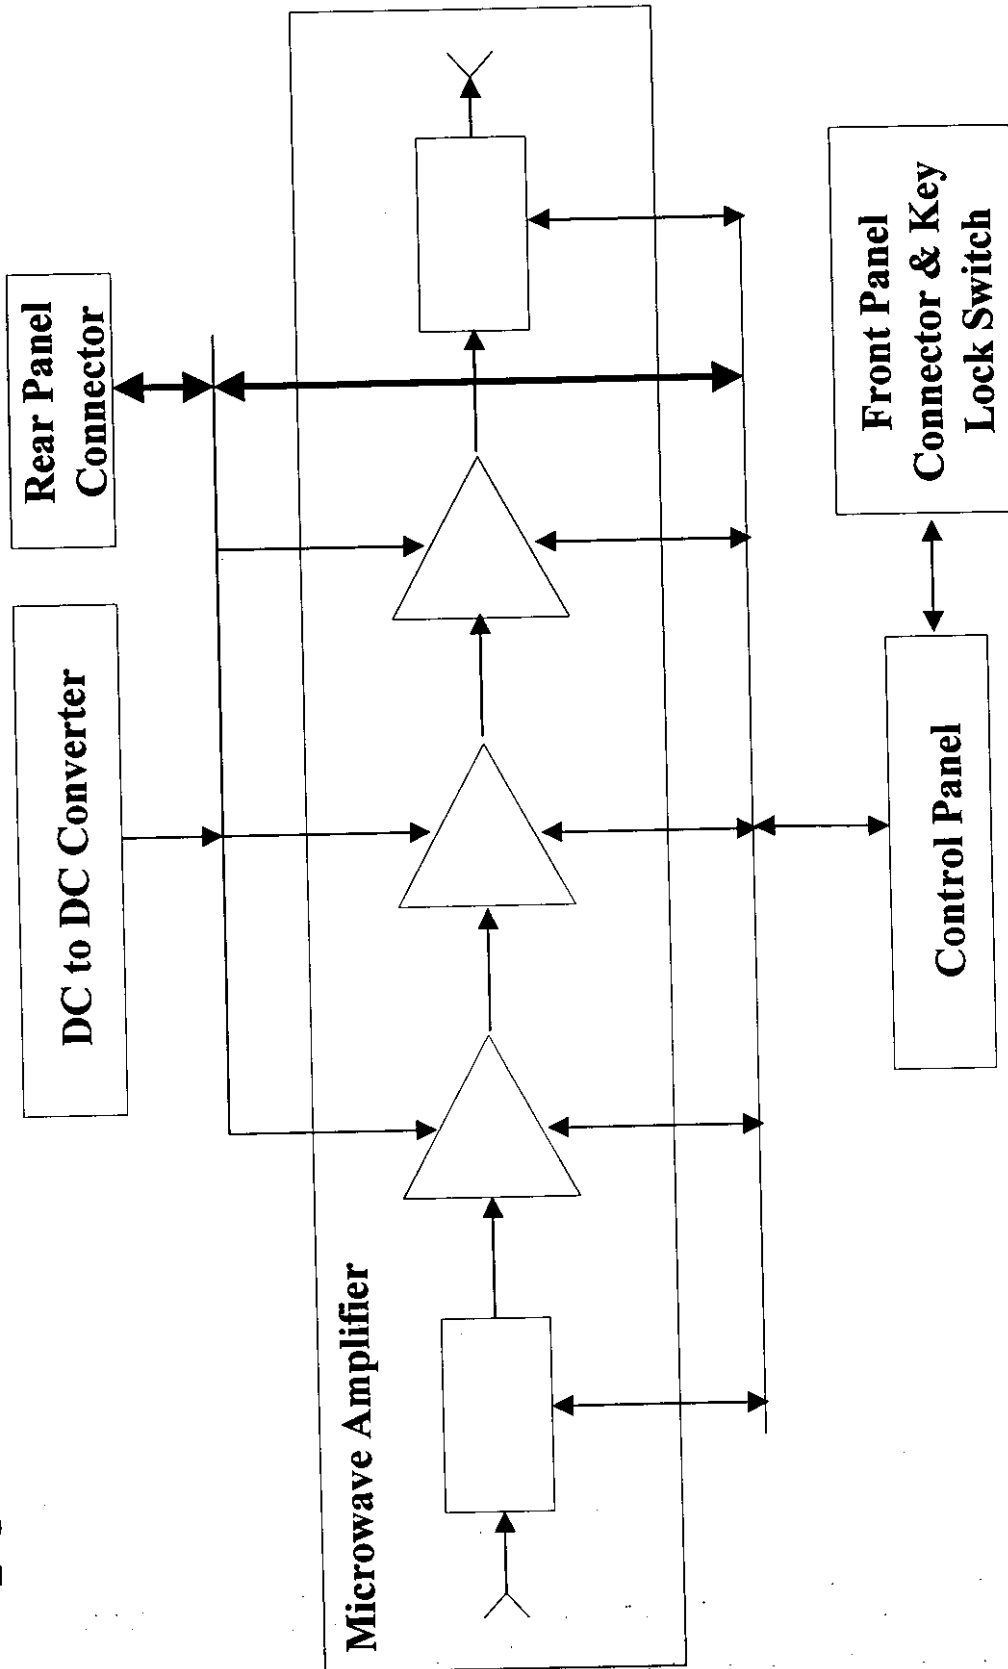 DC to DC Converter
Rear Panel
Connector
Microwave Amplifier
Control Panel
Front Panel
Connector & Key
Lock Switch